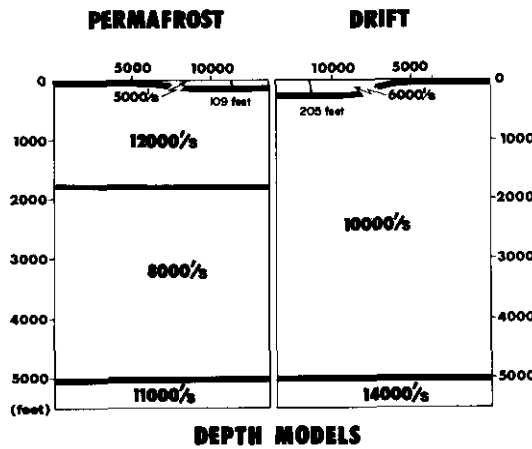 PERMAFROST DRIFT
5000 10000 10000 5000
0 0
5000'/s 109 feet 205 feet 6000'/s
1000 12000'/s 1000
2000 10000'/s 2000
3000 8000'/s 3000
4000 4000
5000 5000
(feet) 11000'/s 14000'/s
DEPTH MODELS